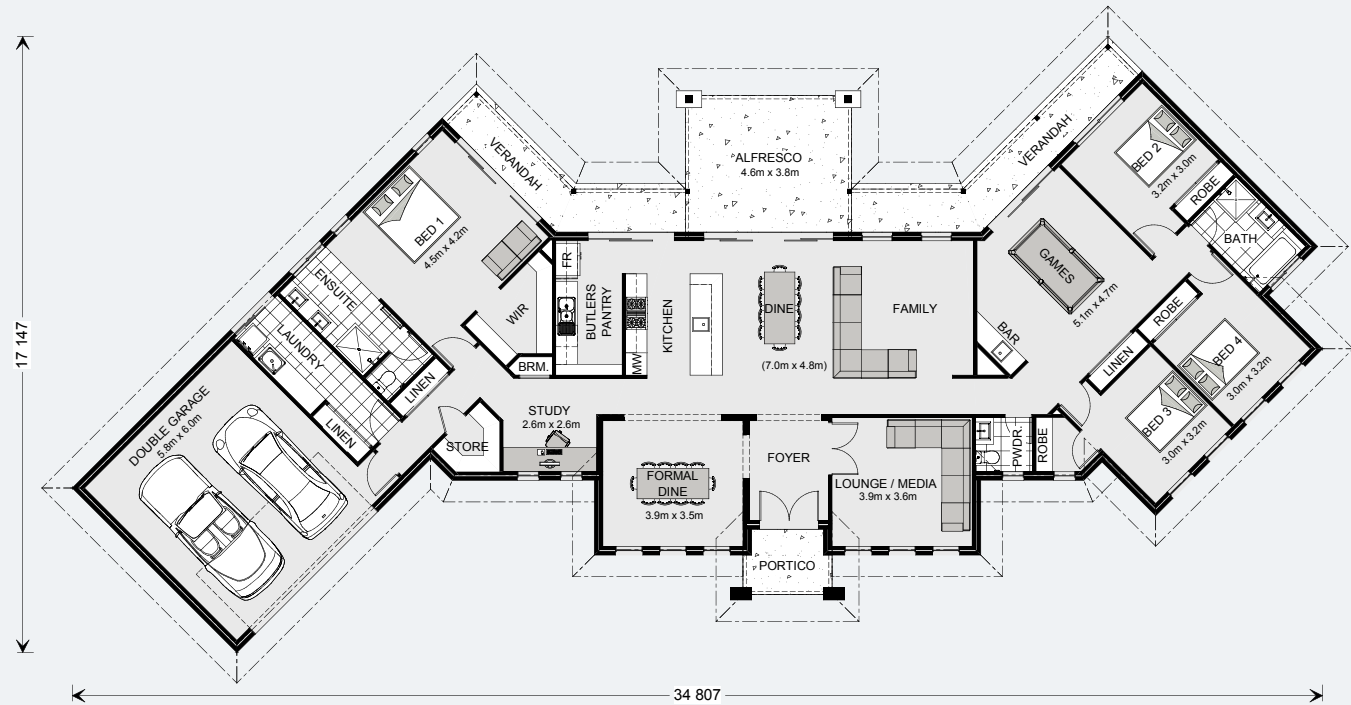 17 147
34 807
VERANDAH
ALFRESCO
4.6m x 3.8m
VERANDAH
BED 2
3.2m x 3.0m
ROBE
BATH
BED 1
4.5m x 4.2m
ENSUITE
LAUNDRY
WIR
BRM.
LINEN
LINEN
FR
BUTLERS
PANTRY
MW
KITCHEN
DINE
(7.0m x 4.8m)
FAMILY
GAMES
5.1m x 4.7m
BAR
ROBE
LINEN
BED 4
3.0m x 3.2m
BED 3
3.0m x 3.2m
DOUBLE GARAGE
5.8m x 6.0m
STORE
STUDY
2.6m x 2.6m
FORMAL
DINE
3.9m x 3.5m
FOYER
LOUNGE / MEDIA
3.9m x 3.6m
PWDR.
ROBE
PORTICO